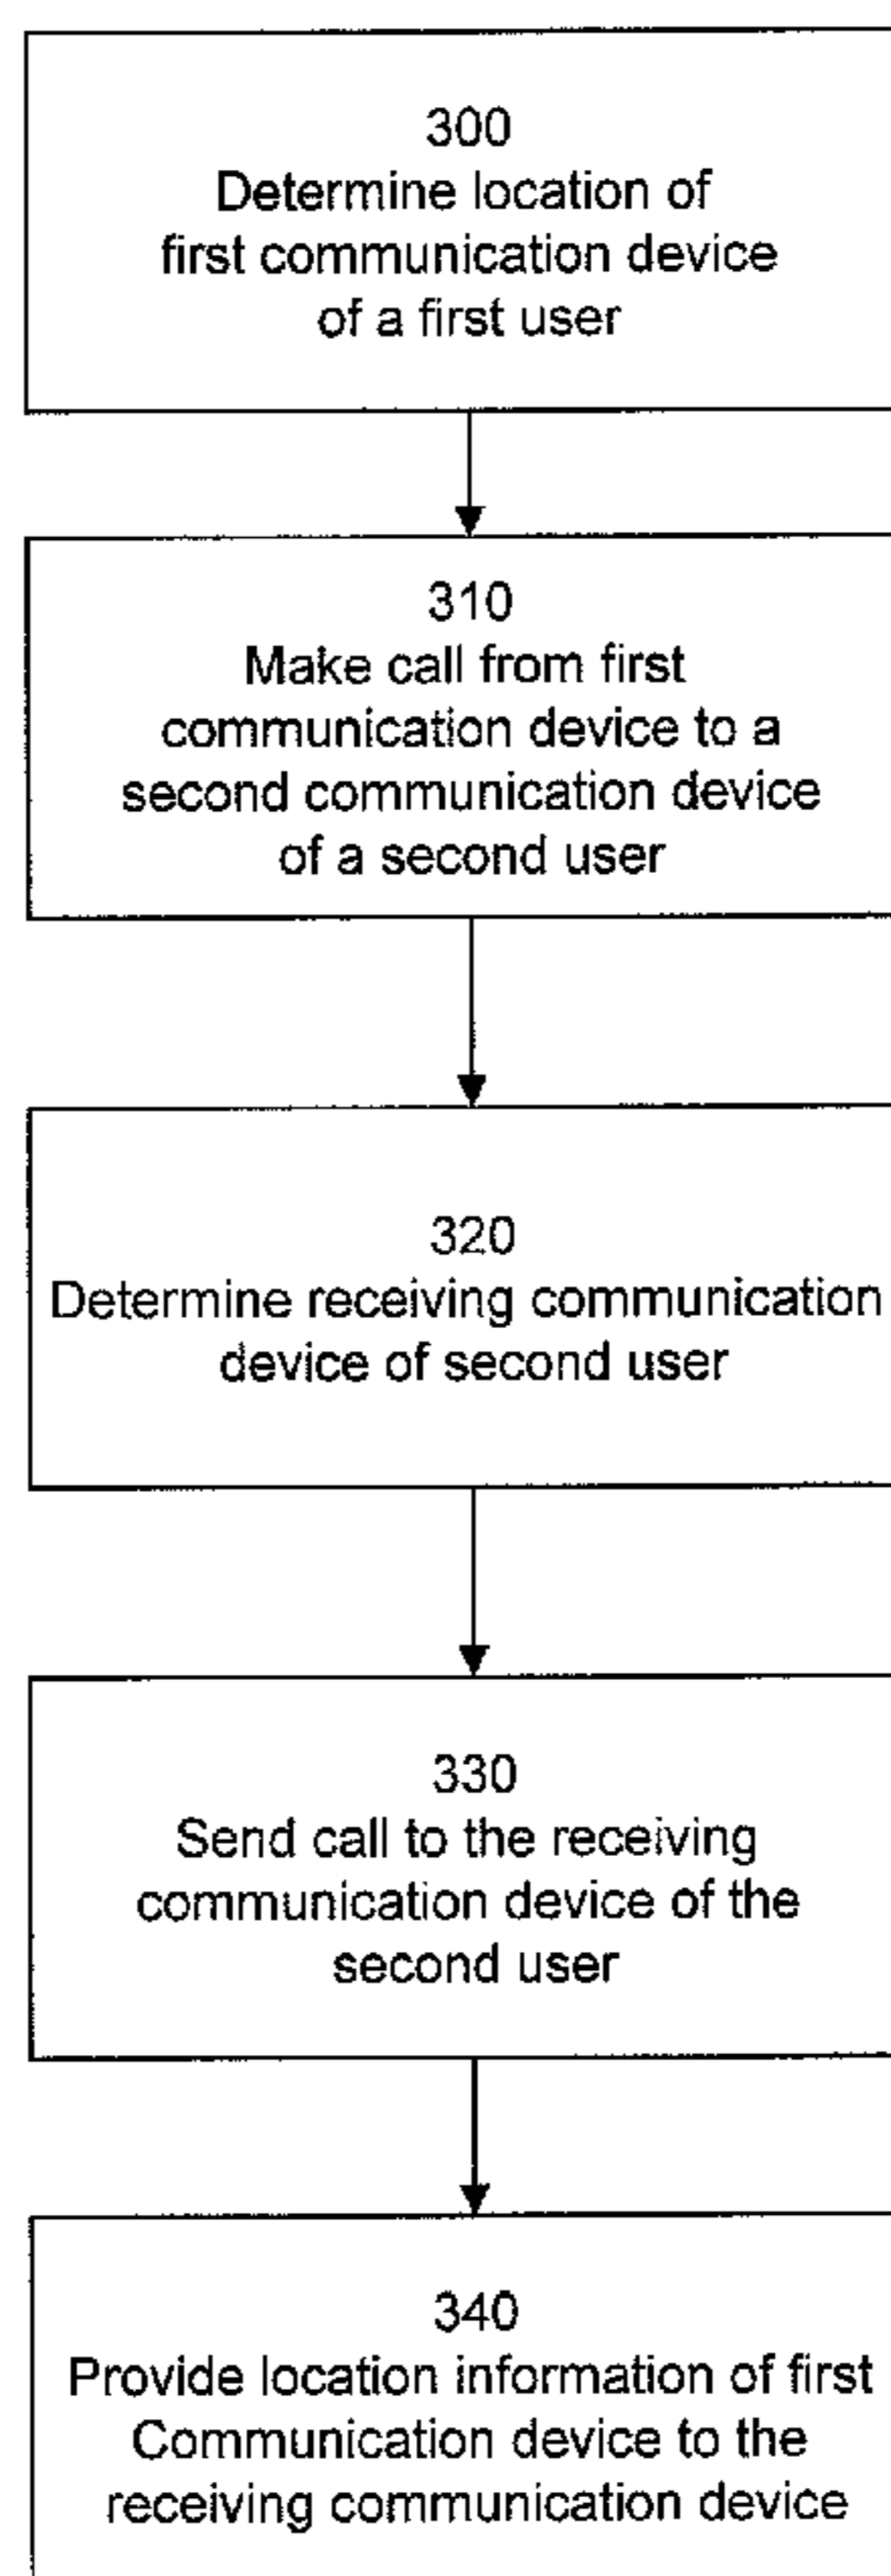 300
Determine location of
first communication device
of a first user
310
Make call from first
communication device to a
second communication device
of a second user
320
Determine receiving communication
device of second user
330
Send call to the receiving
communication device of the
second user
340
Provide location information of first
Communication device to the
receiving communication device